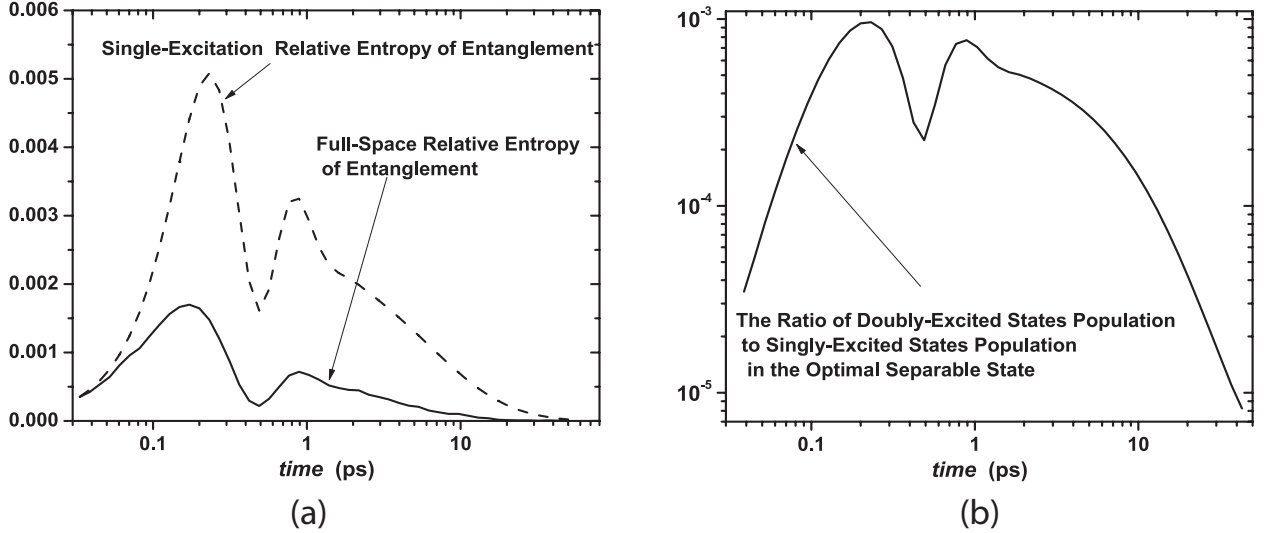 0.006
0.005
0.004
0.003
0.002
0.001
0.000
Single-Excitation Relative Entropy of Entanglement
Full-Space Relative Entropy
of Entanglement
0.1 1 10
time (ps)
(a)
10⁻³
10⁻⁴
10⁻⁵
The Ratio of Doubly-Excited States Population
to Singly-Excited States Population
in the Optimal Separable State
0.1 1 10
time (ps)
(b)